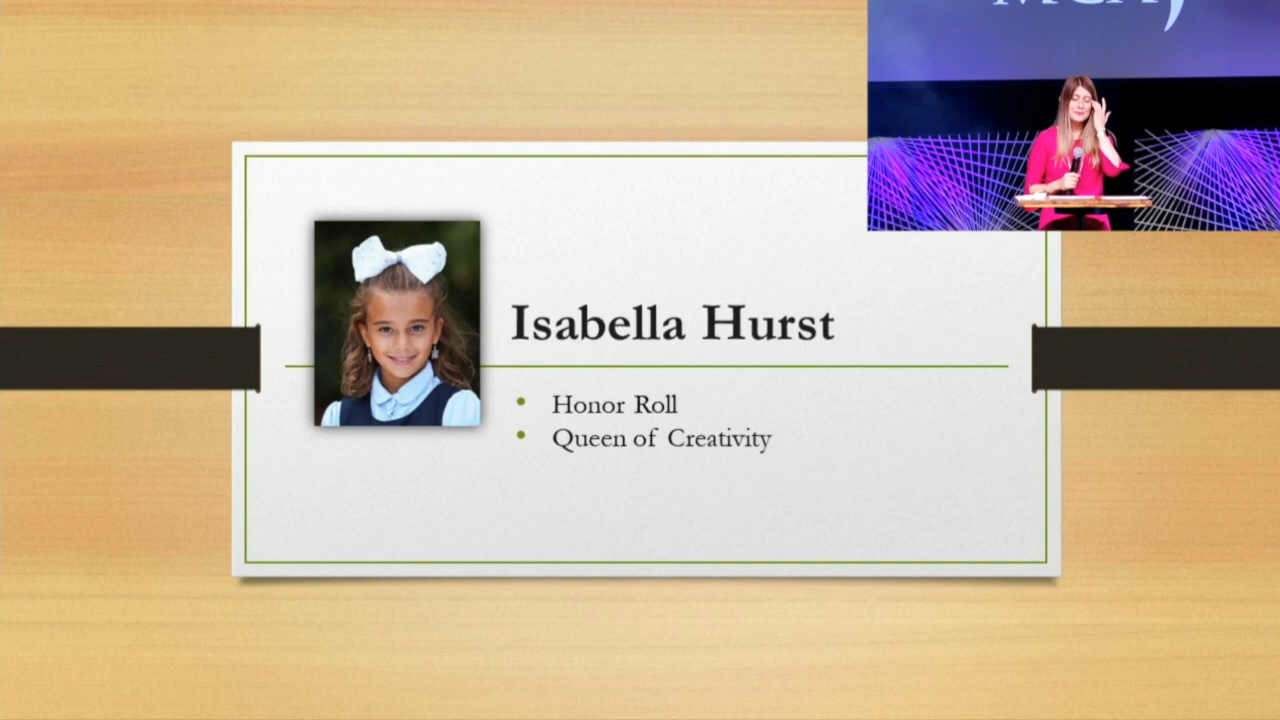 Isabella Hurst
• Honor Roll
• Queen of Creativity